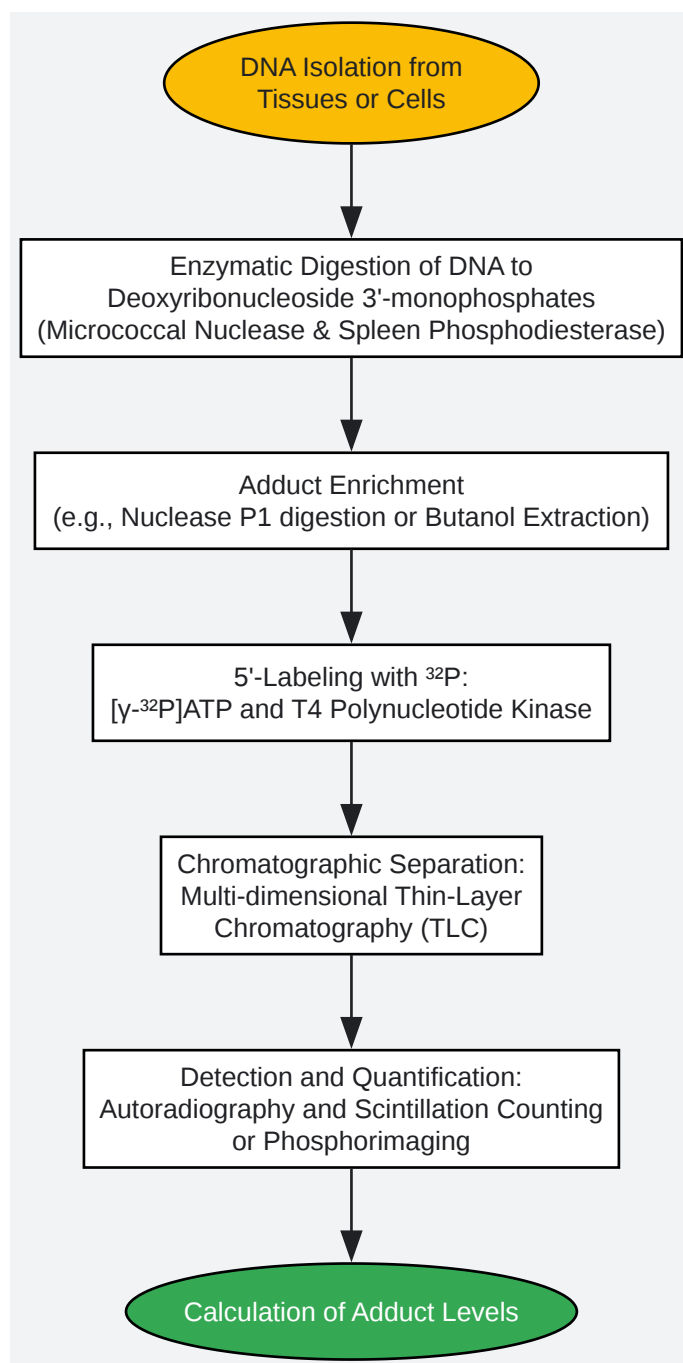 DNA Isolation from
Tissues or Cells
Enzymatic Digestion of DNA to
Deoxyribonucleoside 3'-monophosphates
(Micrococcal Nuclease & Spleen Phosphodiesterase)
Adduct Enrichment
(e.g., Nuclease P1 digestion or Butanol Extraction)
5'-Labeling with ³²P:
[γ-³²P]ATP and T4 Polynucleotide Kinase
Chromatographic Separation:
Multi-dimensional Thin-Layer
Chromatography (TLC)
Detection and Quantification:
Autoradiography and Scintillation Counting
or Phosphorimaging
Calculation of Adduct Levels